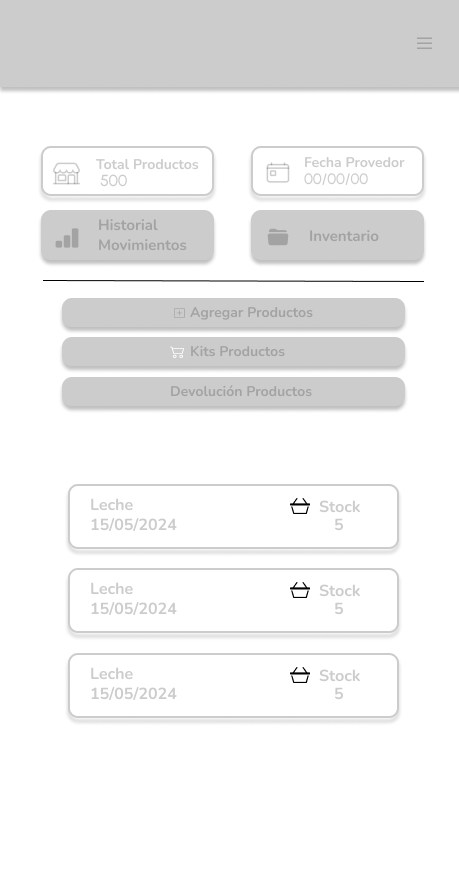 Total Productos
500
Fecha Provedor
00/00/00
Historial
Movimientos
Inventario
Agregar Productos
Kits Productos
Devolución Productos
Leche
15/05/2024
Stock
5
Leche
15/05/2024
Stock
5
Leche
15/05/2024
Stock
5